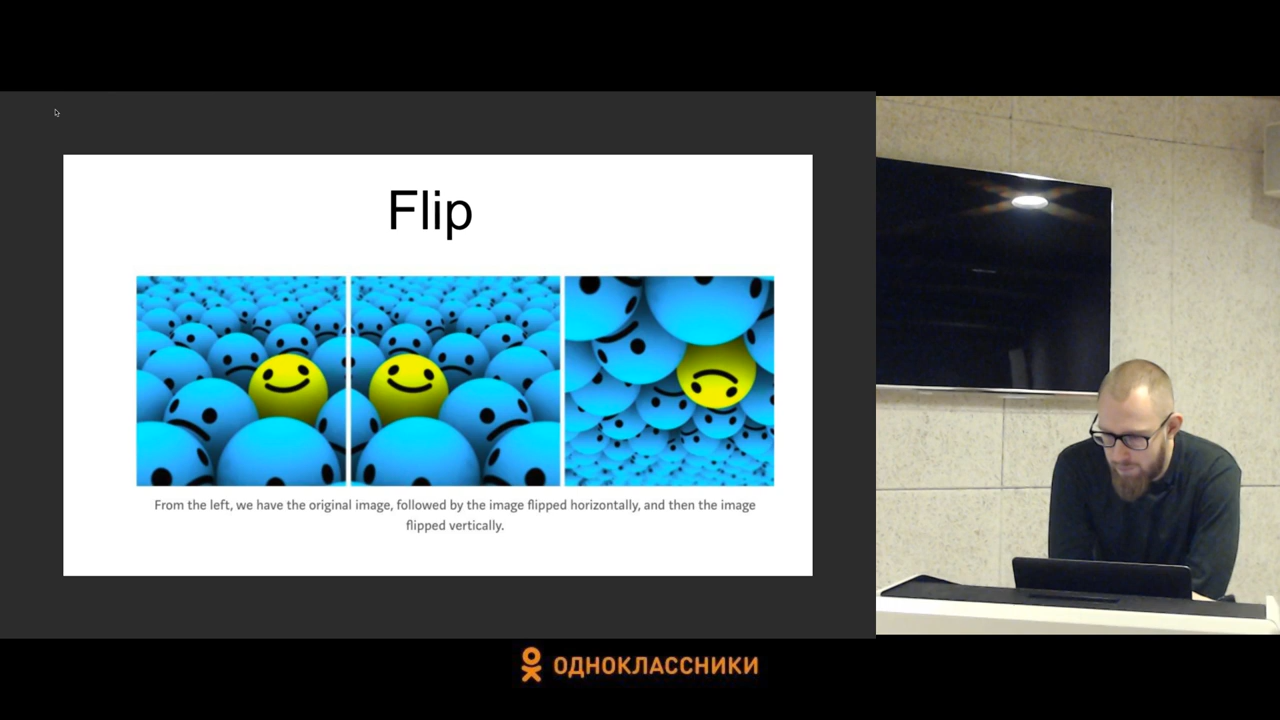 Flip
From the left, we have the original image, followed by the image flipped horizontally, and then the image
flipped vertically.
ОДНОКЛАССНИКИ